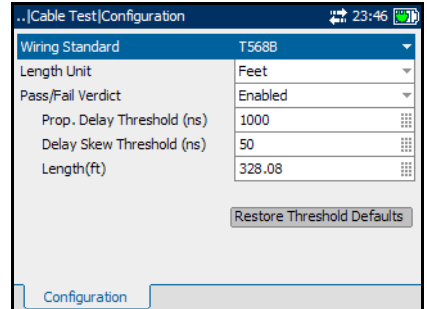 ..|Cable Test|Configuration 23:46
Wiring Standard T568B
Length Unit Feet
Pass/Fail Verdict Enabled
Prop. Delay Threshold (ns) 1000
Delay Skew Threshold (ns) 50
Length(ft) 328.08
Restore Threshold Defaults
Configuration